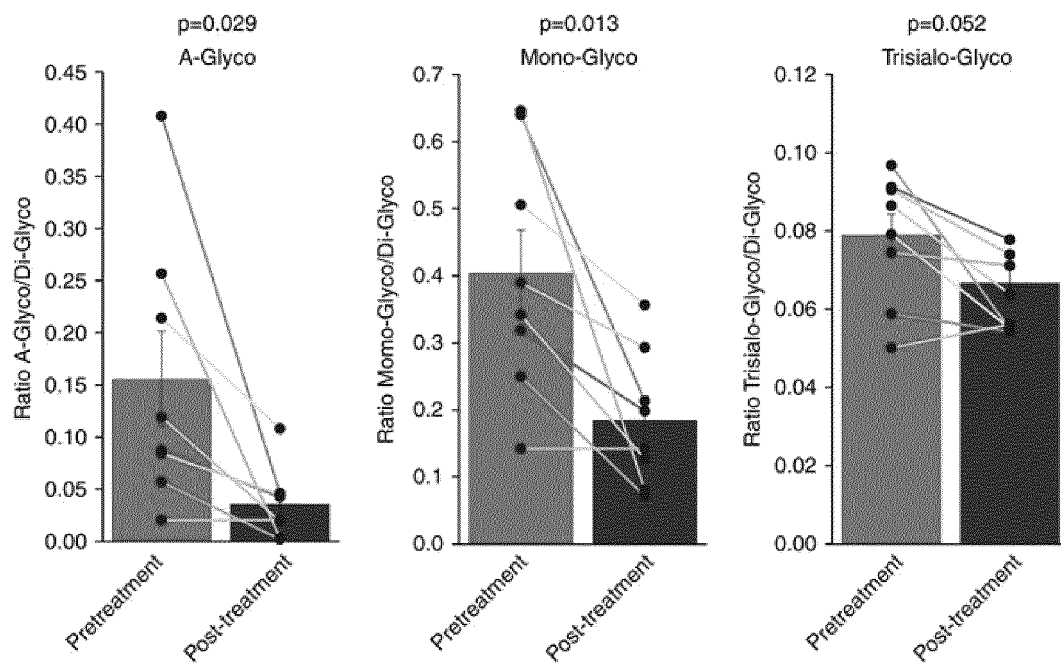 p=0.029
A-Glyco
Ratio A-Glyco/Di-Glyco
0.45
0.40
0.35
0.30
0.25
0.20
0.15
0.10
0.05
0.00
Pretreatment
Post-treatment
p=0.013
Mono-Glyco
Ratio Momo-Glyco/Di-Glyco
0.7
0.6
0.5
0.4
0.3
0.2
0.1
0.0
Pretreatment
Post-treatment
p=0.052
Trisialo-Glyco
Ratio Trisialo-Glyco/Di-Glyco
0.12
0.10
0.08
0.06
0.04
0.02
0.00
Pretreatment
Post-treatment